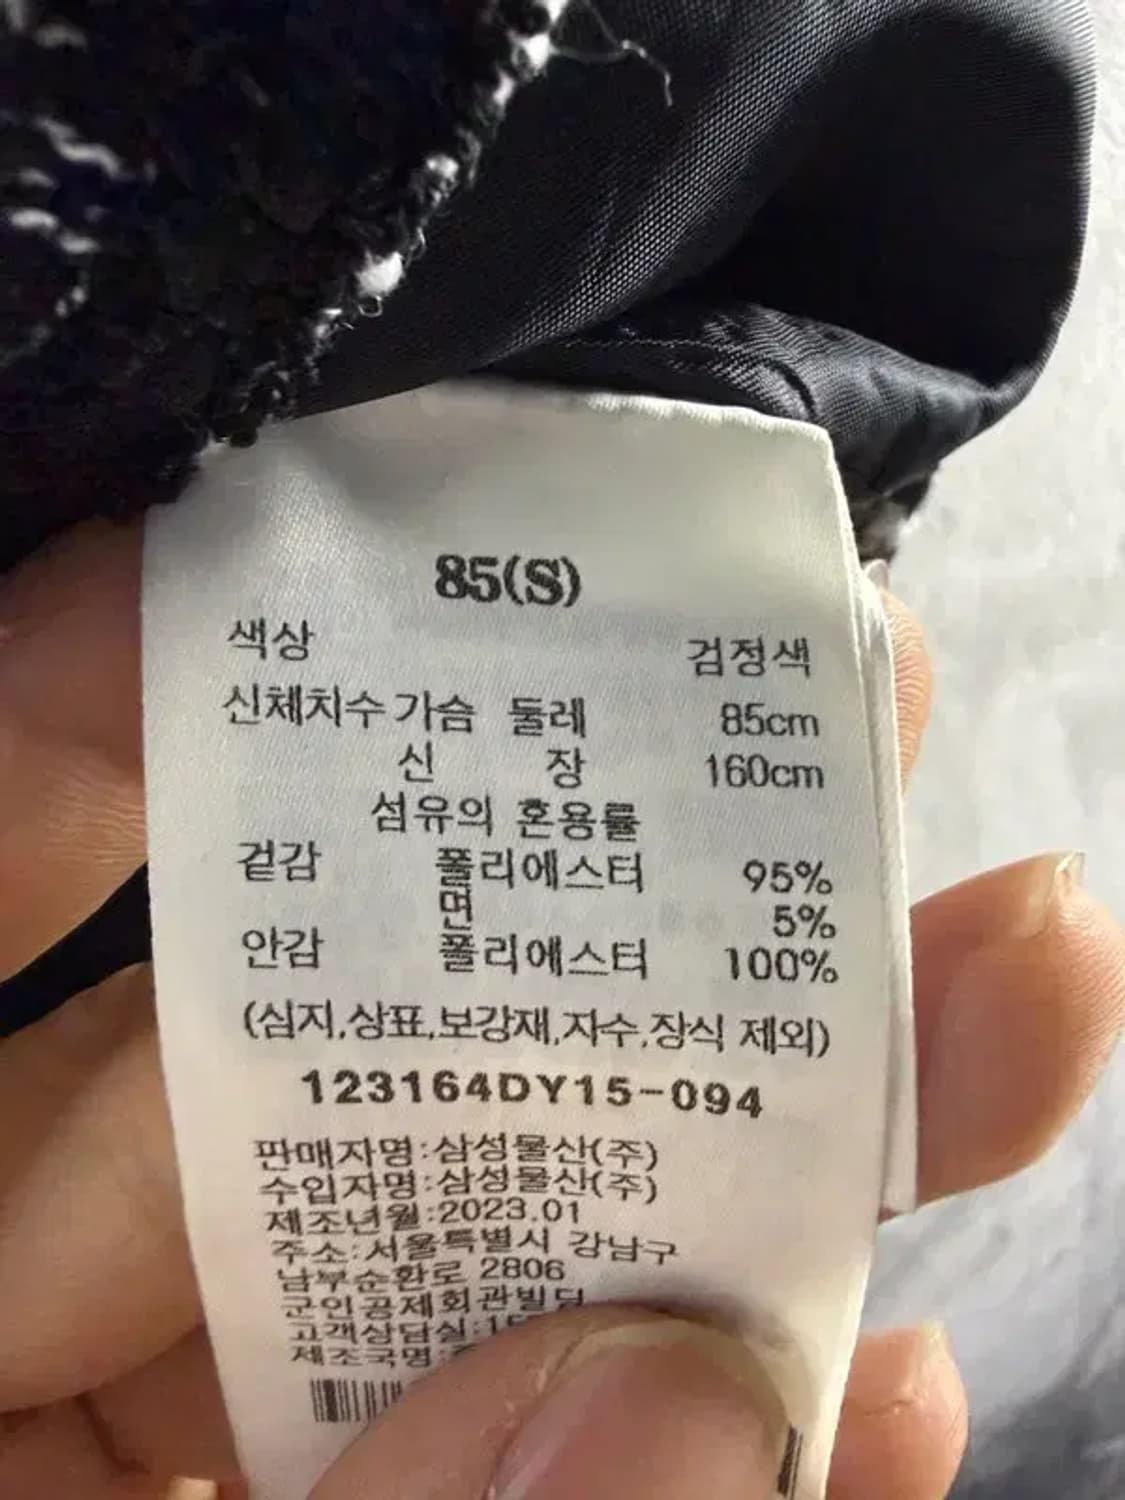 85(S)
색상 검정색
신체치수 가슴 둘레 85cm
신 장 160cm
섬유의 혼용률
겉감 폴리에스터 95%
면 5%
안감 폴리에스터 100%
(심지,상표,보강재,자수,장식 제외)
123164DY15-094
판매자명:삼성물산(주)
수입자명:삼성물산(주)
제조년월:2023.01
주소:서울특별시 강남구
남부순환로 2806
군인공제회관빌딩
고객상담실:
제조국명: